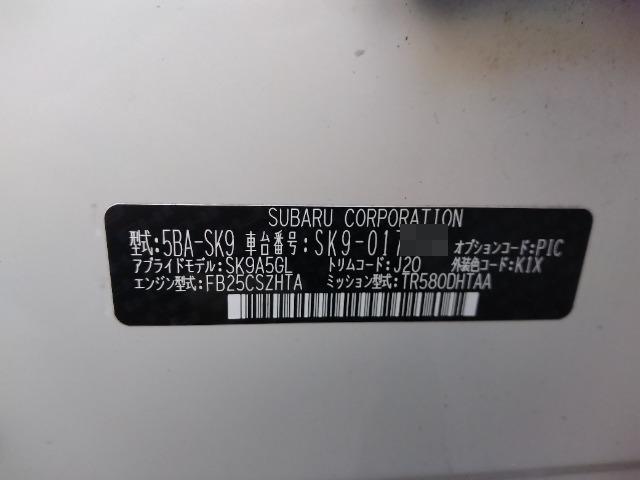 SUBARU CORPORATION
型式:5BA-SK9 車台番号:SK9-017 オプションコード:PIC
アプライドモデル:SK9A5GL トリムコード:J20 外装色コード:K1X
エンジン型式:FB25CSZHTA ミッション型式:TR580DHTAA